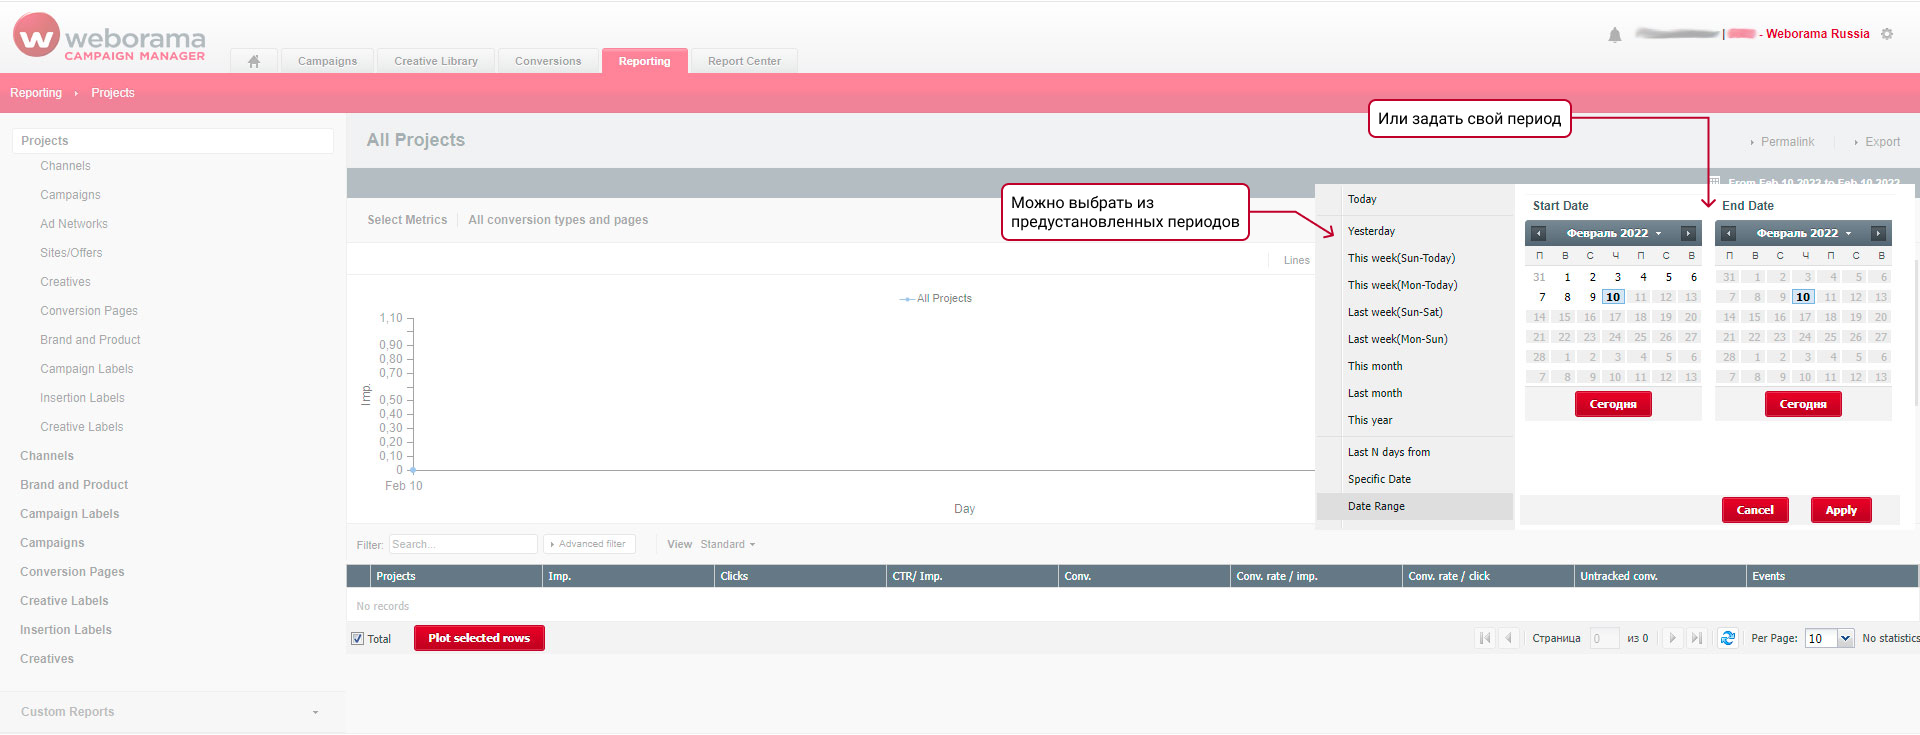 weborama
CAMPAIGN MANAGER
Campaigns
Creative Library
Conversions
Reporting
Report Center
| - Weborama Russia
Reporting
Projects
Projects
Channels
Campaigns
Ad Networks
Sites/Offers
Creatives
Conversion Pages
Brand and Product
Campaign Labels
Insertion Labels
Creative Labels
Channels
Brand and Product
Campaign Labels
Campaigns
Conversion Pages
Creative Labels
Insertion Labels
Creatives
Custom Reports
All Projects
Permalink
Export
From Feb 10 2022 to Feb 10 2022
Или задать свой период
Можно выбрать из
предустановленных периодов
Select Metrics
All conversion types and pages
Lines
All Projects
1,10
0,90
0,80
0,70
0,50
0,40
0,30
0,20
0,10
0
Imp.
Feb 10
Day
Today
Yesterday
This week(Sun-Today)
This week(Mon-Today)
Last week(Sun-Sat)
Last week(Mon-Sun)
This month
Last month
This year
Last N days from
Specific Date
Date Range
Start Date
Февраль 2022
П В С Ч П С В
31 1 2 3 4 5 6
7 8 9 10 11 12 13
14 15 16 17 18 19 20
21 22 23 24 25 26 27
28 1 2 3 4 5 6
7 8 9 10 11 12 13
Сегодня
End Date
Февраль 2022
П В С Ч П С В
31 1 2 3 4 5 6
7 8 9 10 11 12 13
14 15 16 17 18 19 20
21 22 23 24 25 26 27
28 1 2 3 4 5 6
7 8 9 10 11 12 13
Сегодня
Cancel
Apply
Filter:
Search...
Advanced filter
View
Standard
Projects
Imp.
Clicks
CTR/ Imp.
Conv.
Conv. rate / imp.
Conv. rate / click
Untracked conv.
Events
No records
Total
Plot selected rows
Страница 0 из 0
Per Page: 10
No statistics